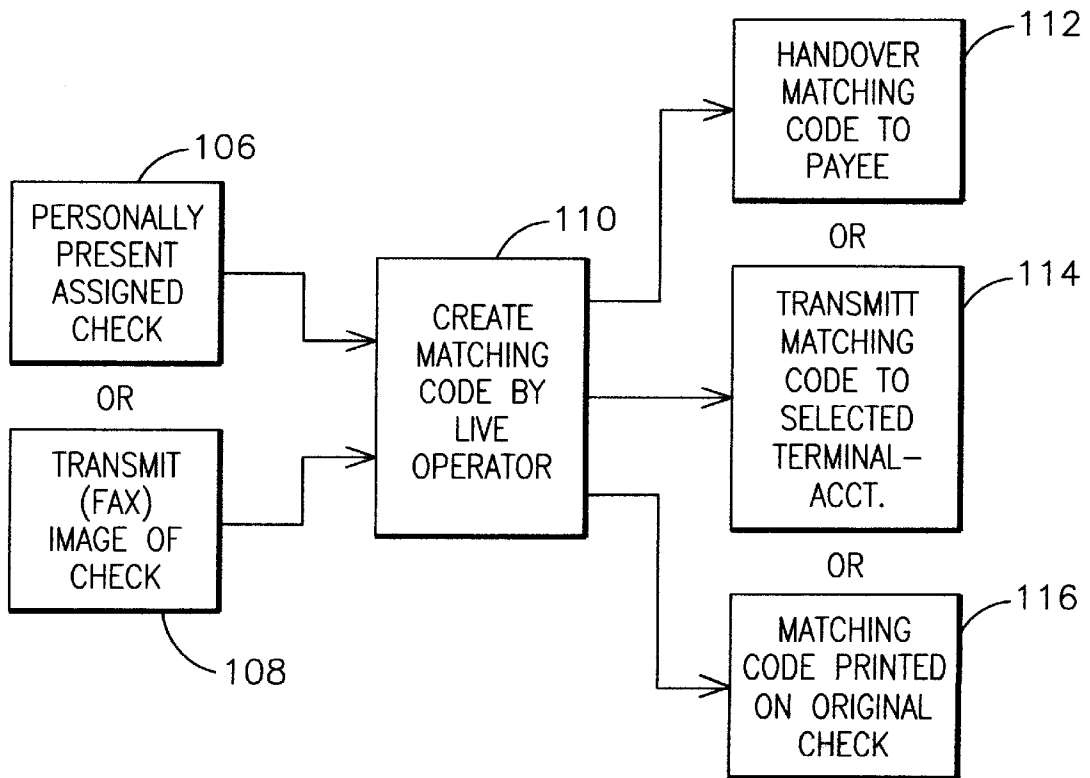 106
PERSONALLY
PRESENT
ASSIGNED
CHECK
OR
TRANSMIT
(FAX)
IMAGE OF
CHECK
108
110
CREATE
MATCHING
CODE BY
LIVE
OPERATOR
112
HANDOVER
MATCHING
CODE TO
PAYEE
OR
114
TRANSMITT
MATCHING
CODE TO
SELECTED
TERMINAL-
ACCT.
OR
116
MATCHING
CODE PRINTED
ON ORIGINAL
CHECK